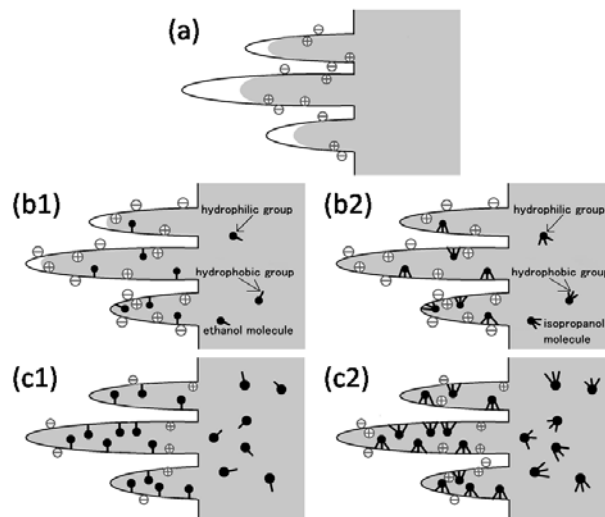 (a)
(b1)
hydrophilic group
hydrophobic group
ethanol molecule
(b2)
hydrophilic group
hydrophobic group
isopropanol
molecule
(c1)
(c2)